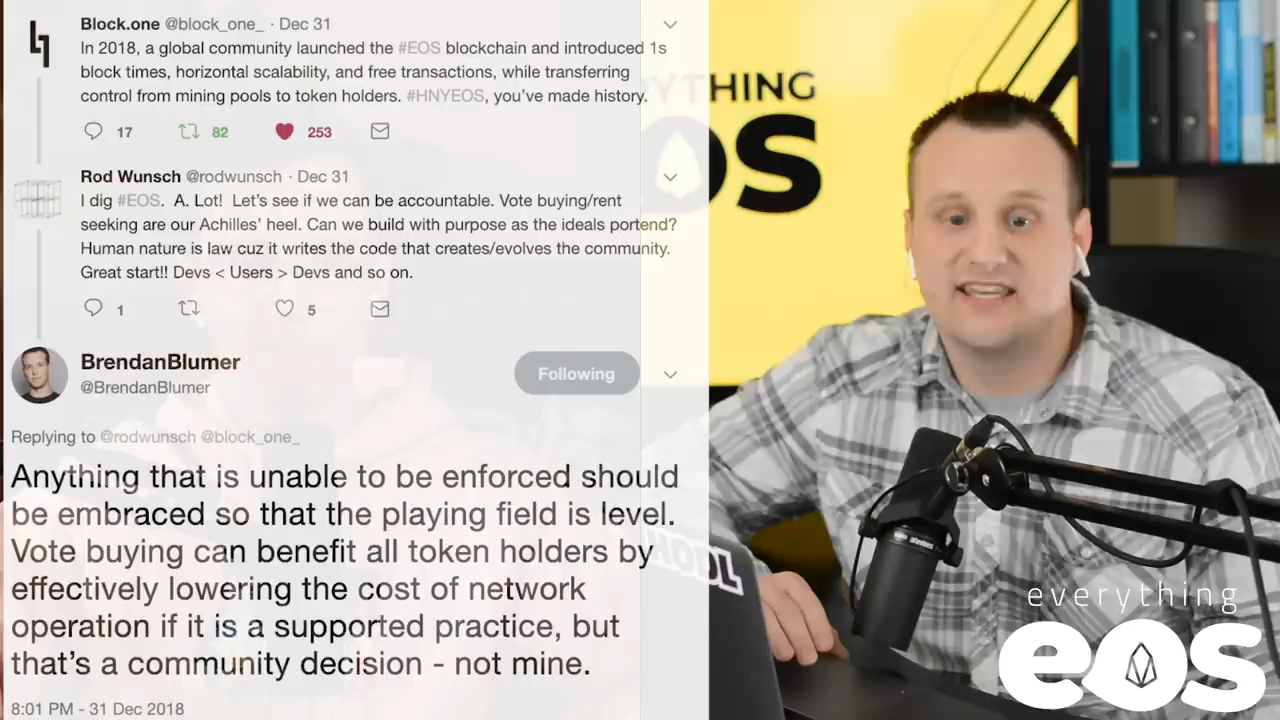 Block.one @block_one_ · Dec 31
In 2018, a global community launched the #EOS blockchain and introduced 1s
block times, horizontal scalability, and free transactions, while transferring
control from mining pools to token holders. #HNYEOS, you've made history.
17 82 253
Rod Wunsch @rodwunsch · Dec 31
I dig #EOS. A. Lot! Let's see if we can be accountable. Vote buying/rent
seeking are our Achilles' heel. Can we build with purpose as the ideals portend?
Human nature is law cuz it writes the code that creates/evolves the community.
Great start!! Devs < Users > Devs and so on.
1 5
BrendanBlumer
@BrendanBlumer
Following
Replying to @rodwunsch @block_one_
Anything that is unable to be enforced should
be embraced so that the playing field is level.
Vote buying can benefit all token holders by
effectively lowering the cost of network
operation if it is a supported practice, but
that's a community decision - not mine.
8:01 PM - 31 Dec 2018
YTHING
OS
HODL
everything
eos